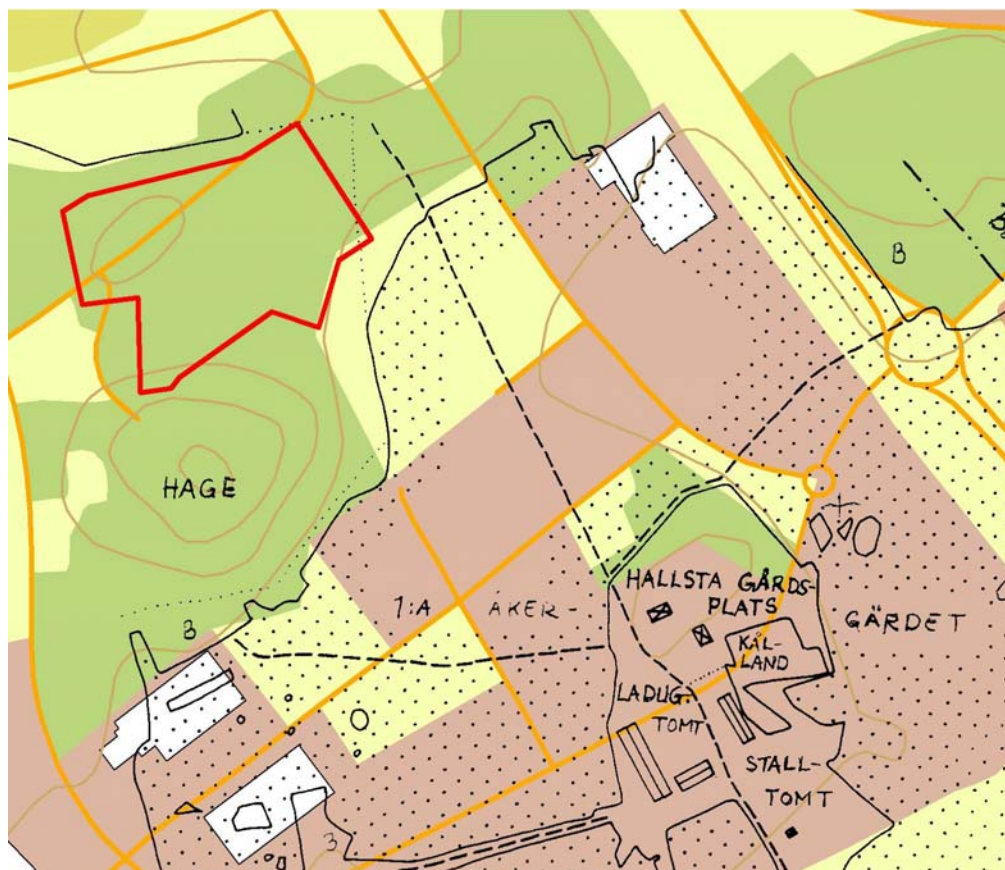 B
HAGE
HALLSTA GÅRDS-
PLATS
1:A ÅKER-
GÄRDET
KÅL-
LAND
B
LADUG.
TOMT
STALL-
TOMT
3